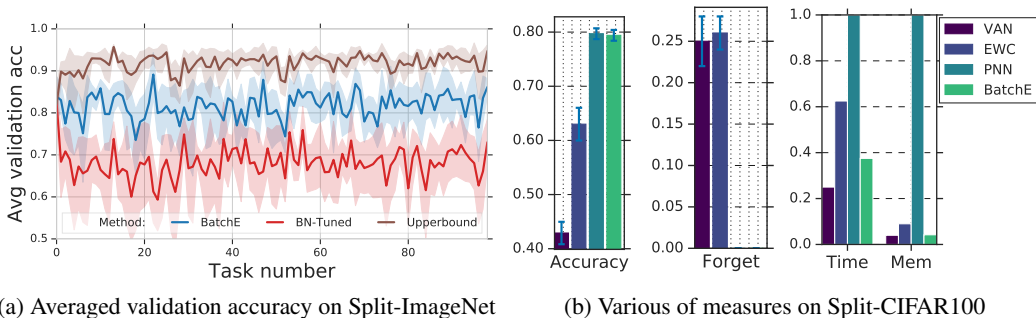 Avg validation acc
1.0
0.9
0.8
0.7
0.6
0.5
Method: BatchE BN-Tuned Upperbound
0 20 40 60 80
Task number
0.80
0.70
0.60
0.50
0.40
Accuracy
0.25
0.20
0.15
0.10
0.05
0.00
Forget
1.0
0.8
0.6
0.4
0.2
0.0
Time Mem
VAN
EWC
PNN
BatchE
(a) Averaged validation accuracy on Split-ImageNet
(b) Various of measures on Split-CIFAR100